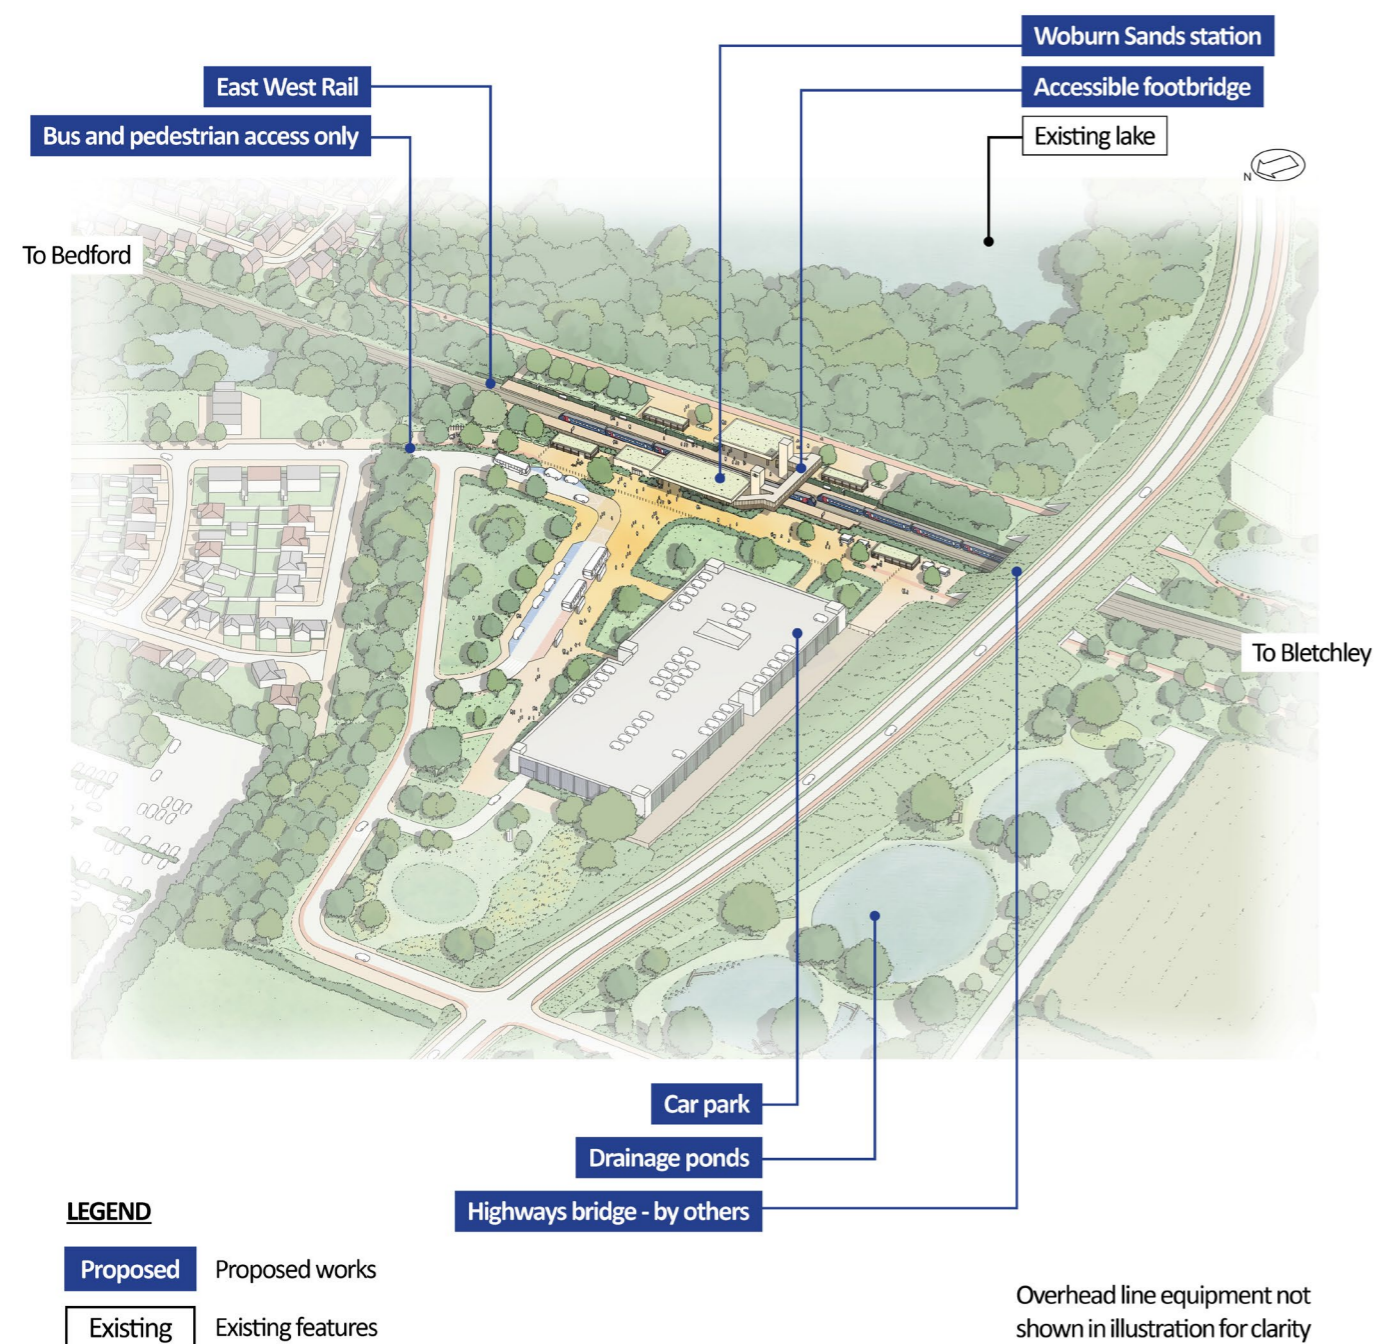 Woburn Sands station
East West Rail
Accessible footbridge
Bus and pedestrian access only
Existing lake
N
To Bedford
To Bletchley
Car park
Drainage ponds
Highways bridge - by others
LEGEND
Proposed Proposed works
Existing Existing features
Overhead line equipment not
shown in illustration for clarity